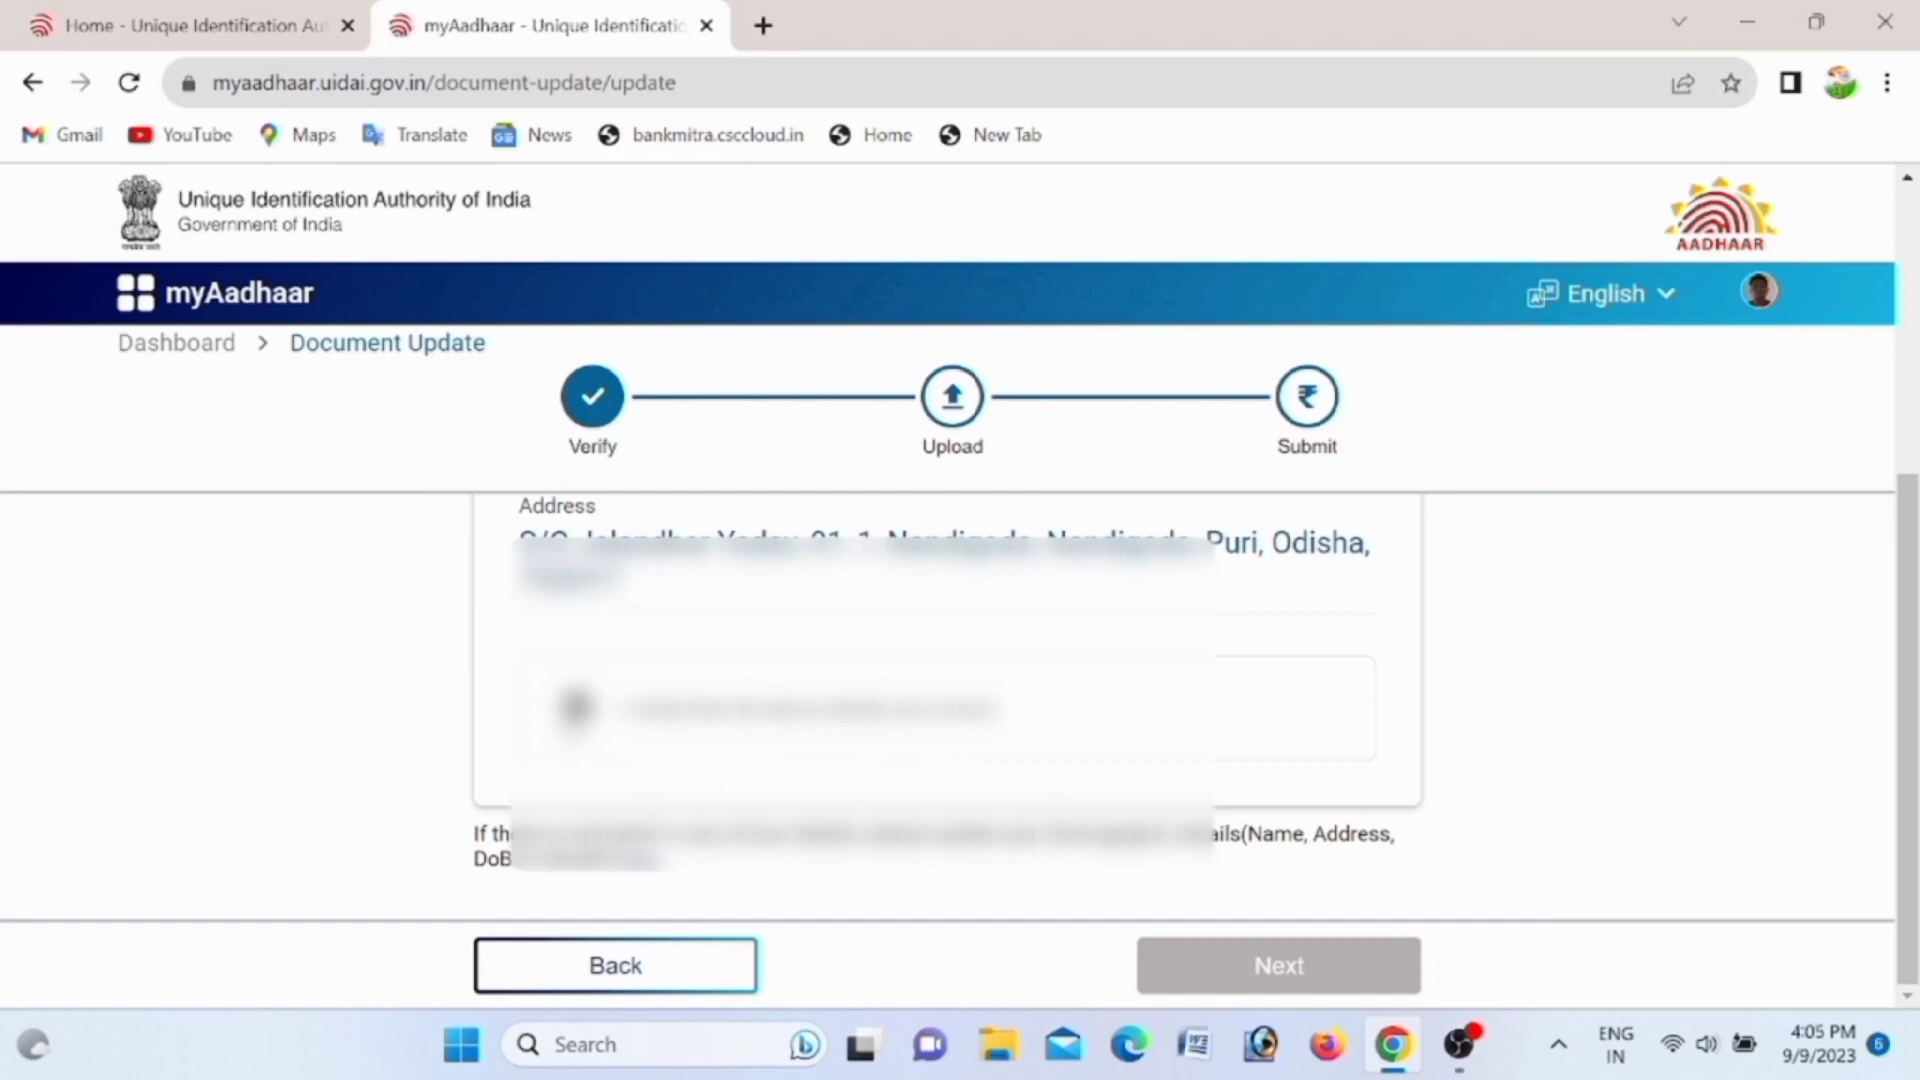 Home - Unique Identification Au
myAadhaar - Unique Identificatio
myaadhaar.uidai.gov.in/document-update/update
Gmail YouTube Maps Translate News bankmitra.csccloud.in Home New Tab
Unique Identification Authority of India
Government of India
AADHAAR
myAadhaar
English
Dashboard > Document Update
Verify Upload Submit
Address
Puri, Odisha,
If ails(Name, Address,
DoB
Back Next
Search
ENG
IN
4:05 PM
9/9/2023
6